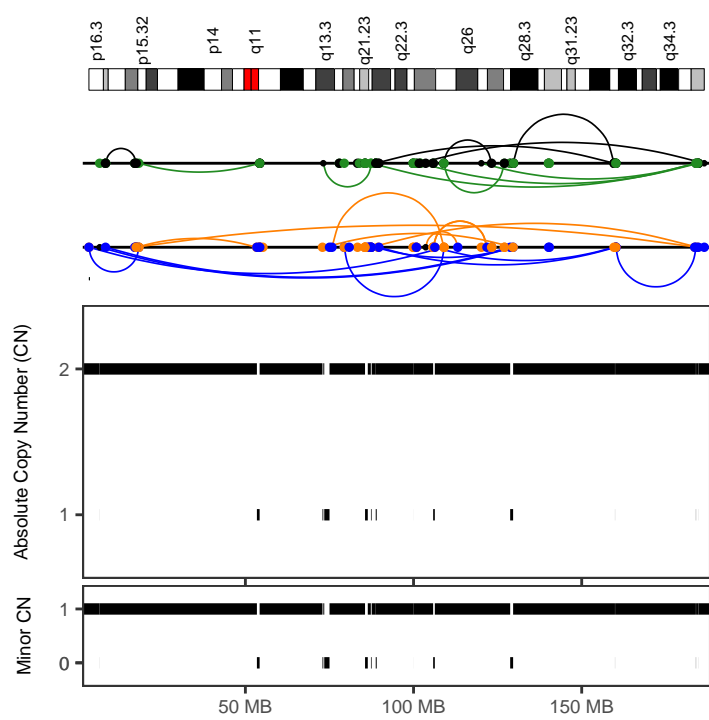 p16.3
p15.32
p14
q11
q13.3
q21.23
q22.3
q26
q28.3
q31.23
q32.3
q34.3
Absolute Copy Number (CN)
2
1
Minor CN
1
0
50 MB
100 MB
150 MB